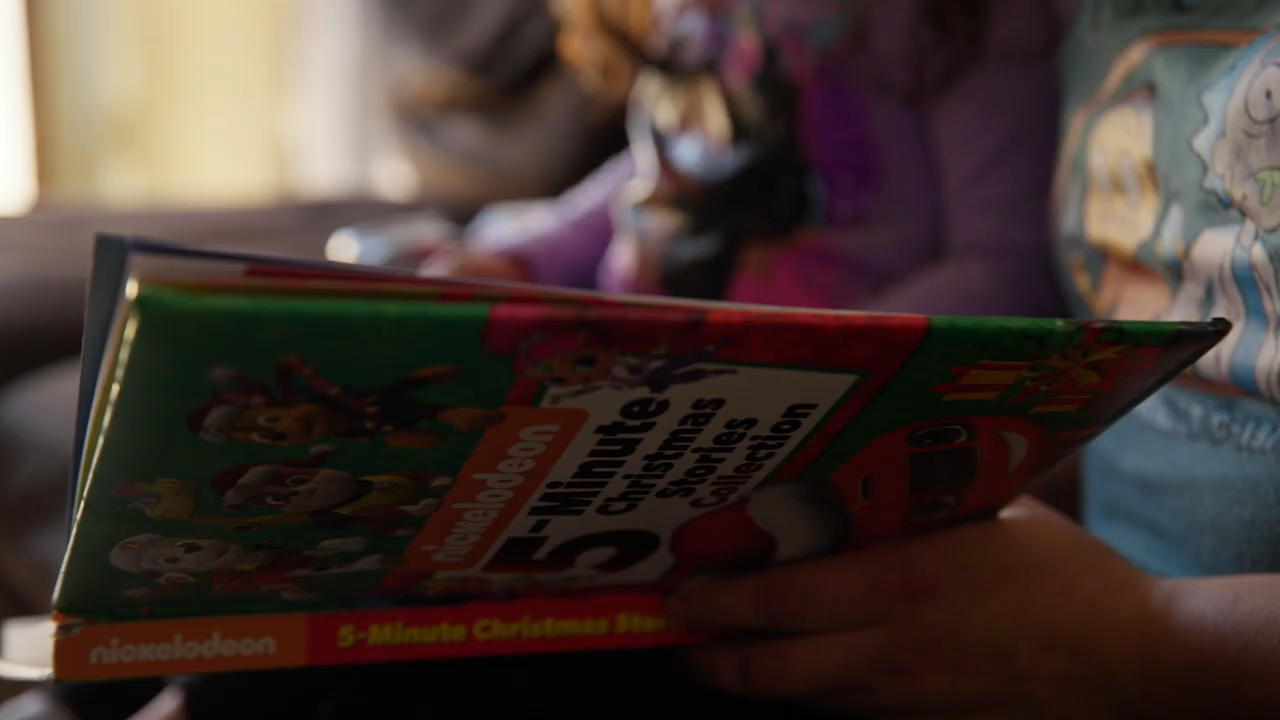 nickelodeon
5-Minute
Christmas
Stories
Collection
nickelodeon
5-Minute Christmas